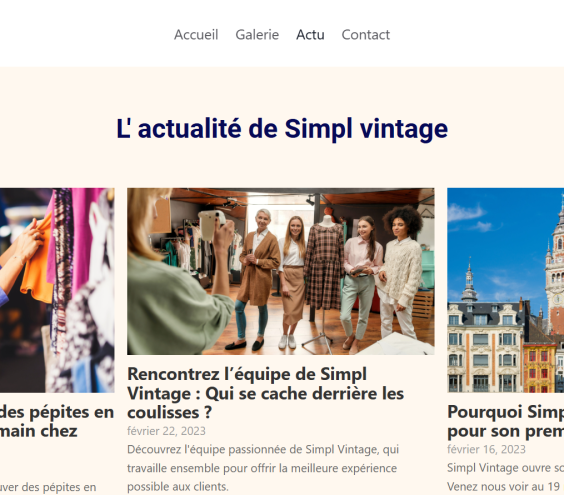 Accueil Galerie Actu Contact
L' actualité de Simpl vintage
des pépites en
main chez
uver des pépites en
Rencontrez l’équipe de Simpl
Vintage : Qui se cache derrière les
coulisses ?
février 22, 2023
Découvrez l'équipe passionnée de Simpl Vintage, qui
travaille ensemble pour offrir la meilleure expérience
possible aux clients.
Pourquoi Simp
pour son prem
février 16, 2023
Simpl Vintage ouvre so
Venez nous voir au 19